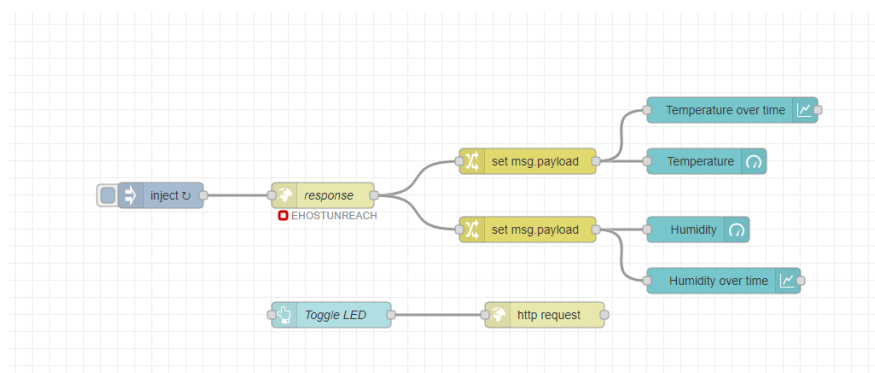 Temperature over time
set msg.payload
Temperature
inject ↻
response
EHOSTUNREACH
set msg.payload
Humidity
Humidity over time
Toggle LED
http request